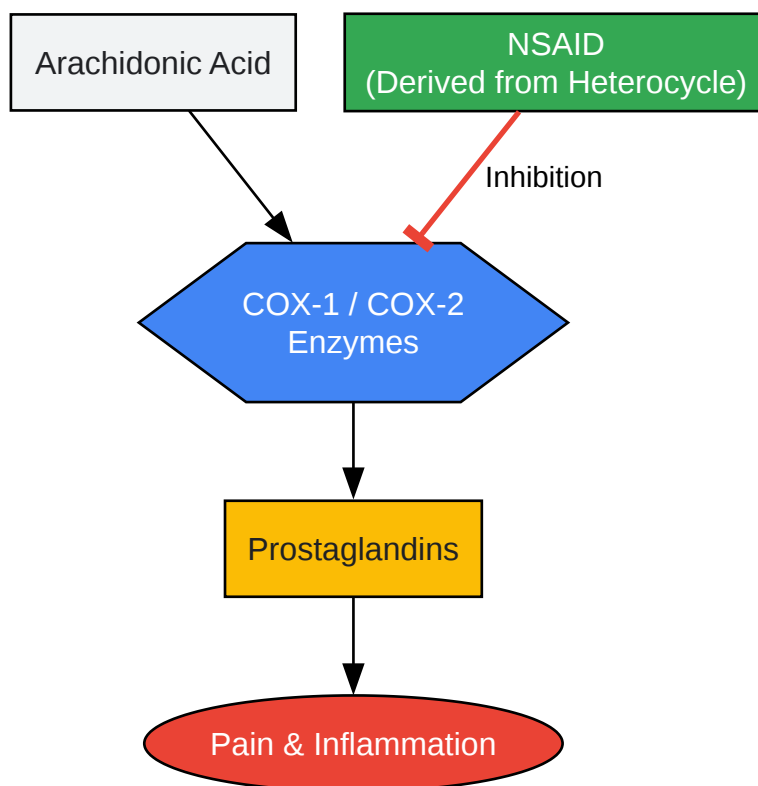 Arachidonic Acid
NSAID
(Derived from Heterocycle)
Inhibition
COX-1 / COX-2
Enzymes
Prostaglandins
Pain & Inflammation